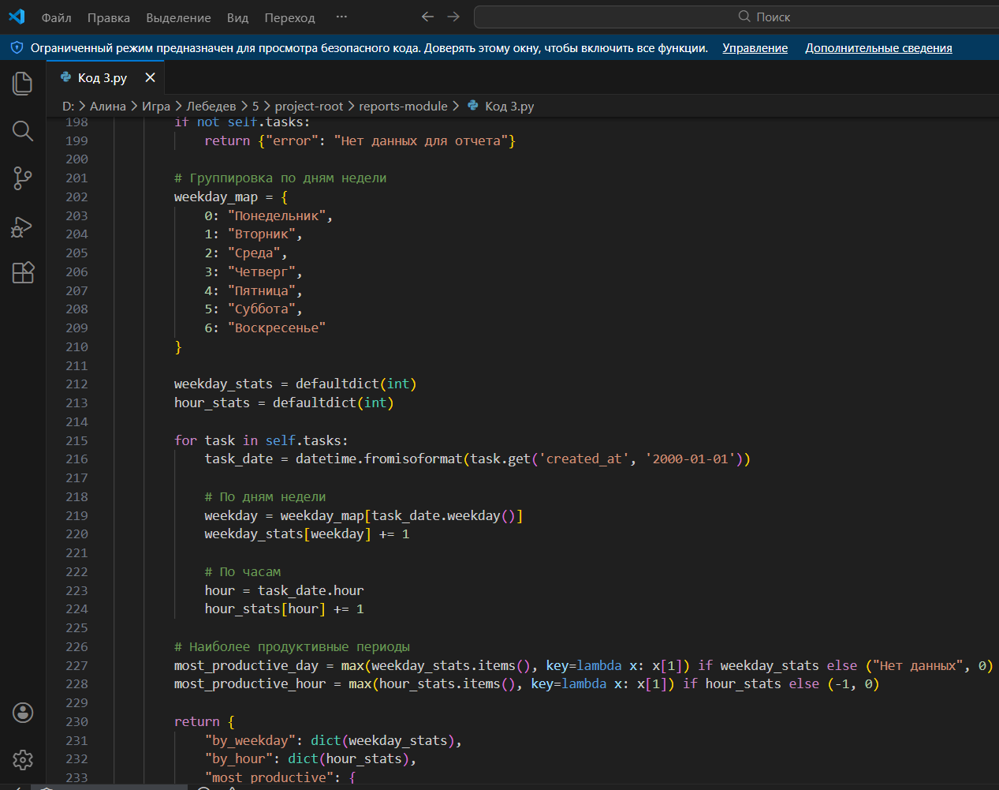 Файл Правка Выделение Вид Переход ··· Поиск
Ограниченный режим предназначен для просмотра безопасного кода. Доверять этому окну, чтобы включить все функции. Управление Дополнительные сведения
Код 3.py
D: > Алина > Игра > Лебедев > 5 > project-root > reports-module > Код 3.py
198 if not self.tasks:
199 return {"error": "Нет данных для отчета"}
200
201 # Группировка по дням недели
202 weekday_map = {
203 0: "Понедельник",
204 1: "Вторник",
205 2: "Среда",
206 3: "Четверг",
207 4: "Пятница",
208 5: "Суббота",
209 6: "Воскресенье"
210 }
211
212 weekday_stats = defaultdict(int)
213 hour_stats = defaultdict(int)
214
215 for task in self.tasks:
216 task_date = datetime.fromisoformat(task.get('created_at', '2000-01-01'))
217
218 # По дням недели
219 weekday = weekday_map[task_date.weekday()]
220 weekday_stats[weekday] += 1
221
222 # По часам
223 hour = task_date.hour
224 hour_stats[hour] += 1
225
226 # Наиболее продуктивные периоды
227 most_productive_day = max(weekday_stats.items(), key=lambda x: x[1]) if weekday_stats else ("Нет данных", 0)
228 most_productive_hour = max(hour_stats.items(), key=lambda x: x[1]) if hour_stats else (-1, 0)
229
230 return {
231 "by_weekday": dict(weekday_stats),
232 "by_hour": dict(hour_stats),
233 "most_productive": {